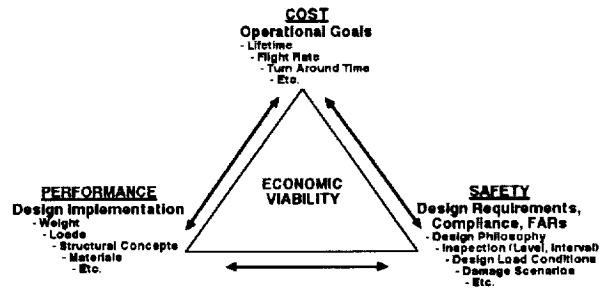 COST
Operational Goals
- Lifetime
- Flight Rate
- Turn Around Time
- Etc.
ECONOMIC
VIABILITY
PERFORMANCE
Design Implementation
- Weight
- Loads
- Structural Concepts
- Materials
- Etc.
SAFETY
Design Requirements,
Compliance, FARs
- Design Philosophy
- Inspection (Level, Interval)
- Design Load Conditions
- Damage Scenarios
- Etc.